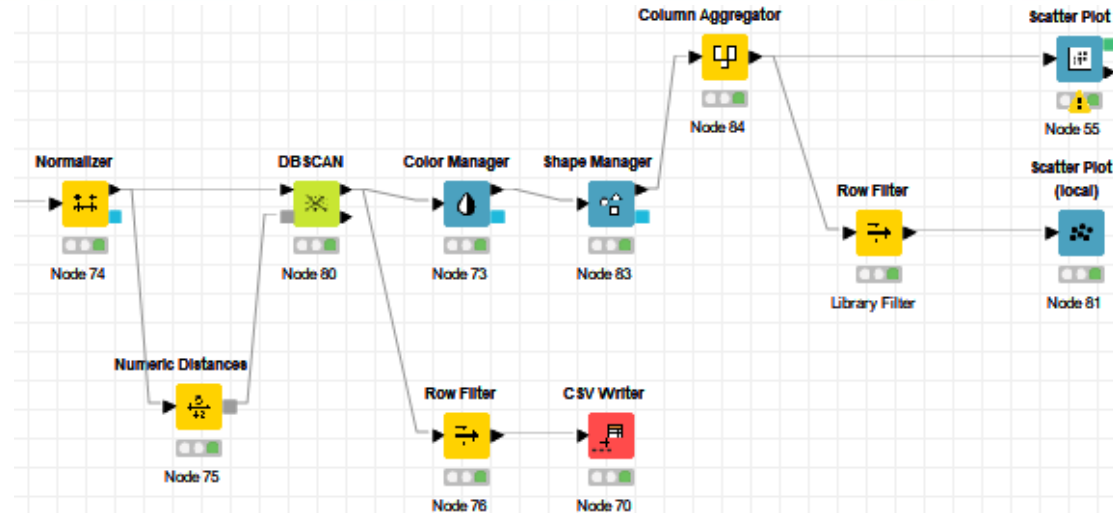 Column Aggregator
Scatter Plot
Node 84
Node 55
Normalizer
DBSCAN
Color Manager
Shape Manager
Scatter Plot
(local)
Row Filter
Node 74
Node 80
Node 73
Node 83
Library Filter
Node 81
Numeric Distances
Row Filter
CSV Writer
Node 75
Node 76
Node 70